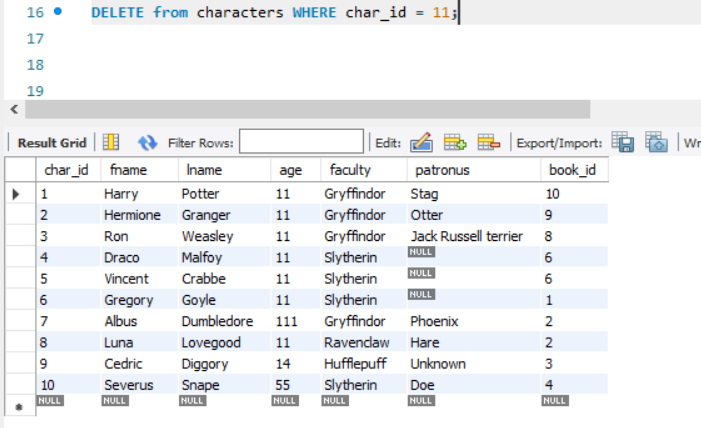 16 DELETE from characters WHERE char_id = 11;
17
18
19
Result Grid Filter Rows: Edit: Export/Import: Wr
char_id fname lname age faculty patronus book_id
1 Harry Potter 11 Gryffindor Stag 10
2 Hermione Granger 11 Gryffindor Otter 9
3 Ron Weasley 11 Gryffindor Jack Russell terrier 8
4 Draco Malfoy 11 Slytherin NULL 6
5 Vincent Crabbe 11 Slytherin NULL 6
6 Gregory Goyle 11 Slytherin NULL 1
7 Albus Dumbledore 111 Gryffindor Phoenix 2
8 Luna Lovegood 11 Ravenclaw Hare 2
9 Cedric Diggory 14 Hufflepuff Unknown 3
10 Severus Snape 55 Slytherin Doe 4
NULL NULL NULL NULL NULL NULL NULL